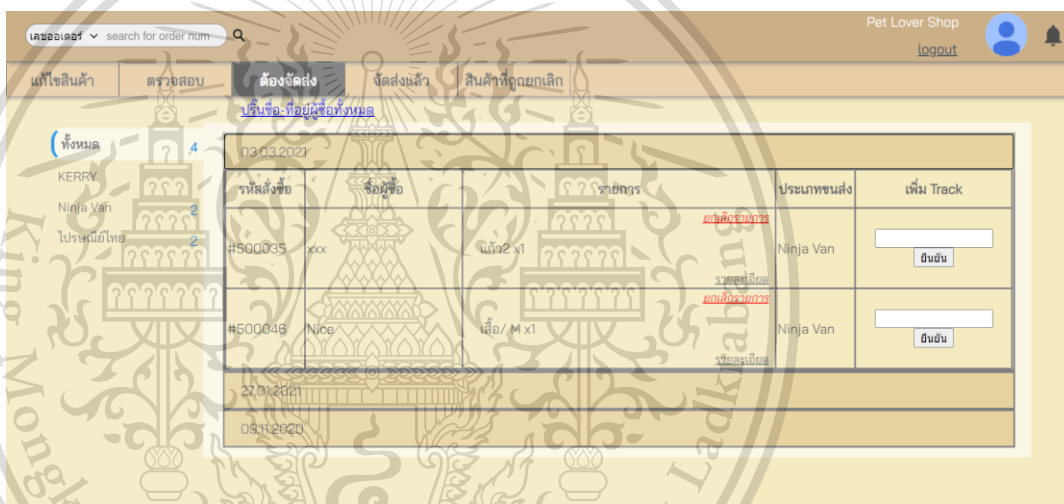 Pet Lover Shop
เลขออเดอร์ search for order num
logout
แก้ไขสินค้า ตรวจสอบ ต้องจัดส่ง จัดส่งแล้ว สินค้าที่ถูกยกเลิก
ปริ้นชื่อ-ที่อยู่ผู้ซื้อทั้งหมด
ทั้งหมด 4
KERRY
Ninja Van 2
ไปรษณีย์ไทย 2
03.03.2021
รหัสสั่งซื้อ ชื่อผู้ซื้อ รายการ ประเภทขนส่ง เพิ่ม Track
ยกเลิกรายการ
#500035 xxx แก้ว2 x1 Ninja Van
ยืนยัน
รายละเอียด
ยกเลิกรายการ
#500046 Nice เสื้อ/ M x1 Ninja Van
ยืนยัน
รายละเอียด
27.01.2021
09.11.2020
King Mongkut's
Ladkrabang